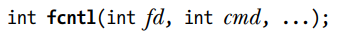 int fcntl(int fd, int cmd, ...);